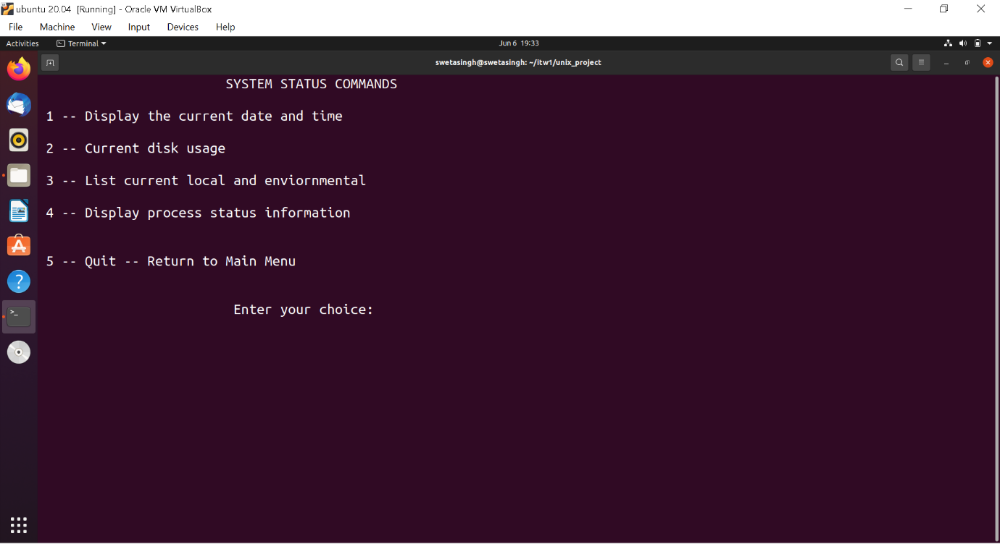 ubuntu 20.04 [Running] - Oracle VM VirtualBox
File Machine View Input Devices Help
Activities Terminal Jun 6 19:33
swetasingh@swetasingh: ~/itw1/unix_project
SYSTEM STATUS COMMANDS
1 -- Display the current date and time
2 -- Current disk usage
3 -- List current local and enviornmental
4 -- Display process status information
5 -- Quit -- Return to Main Menu
Enter your choice: